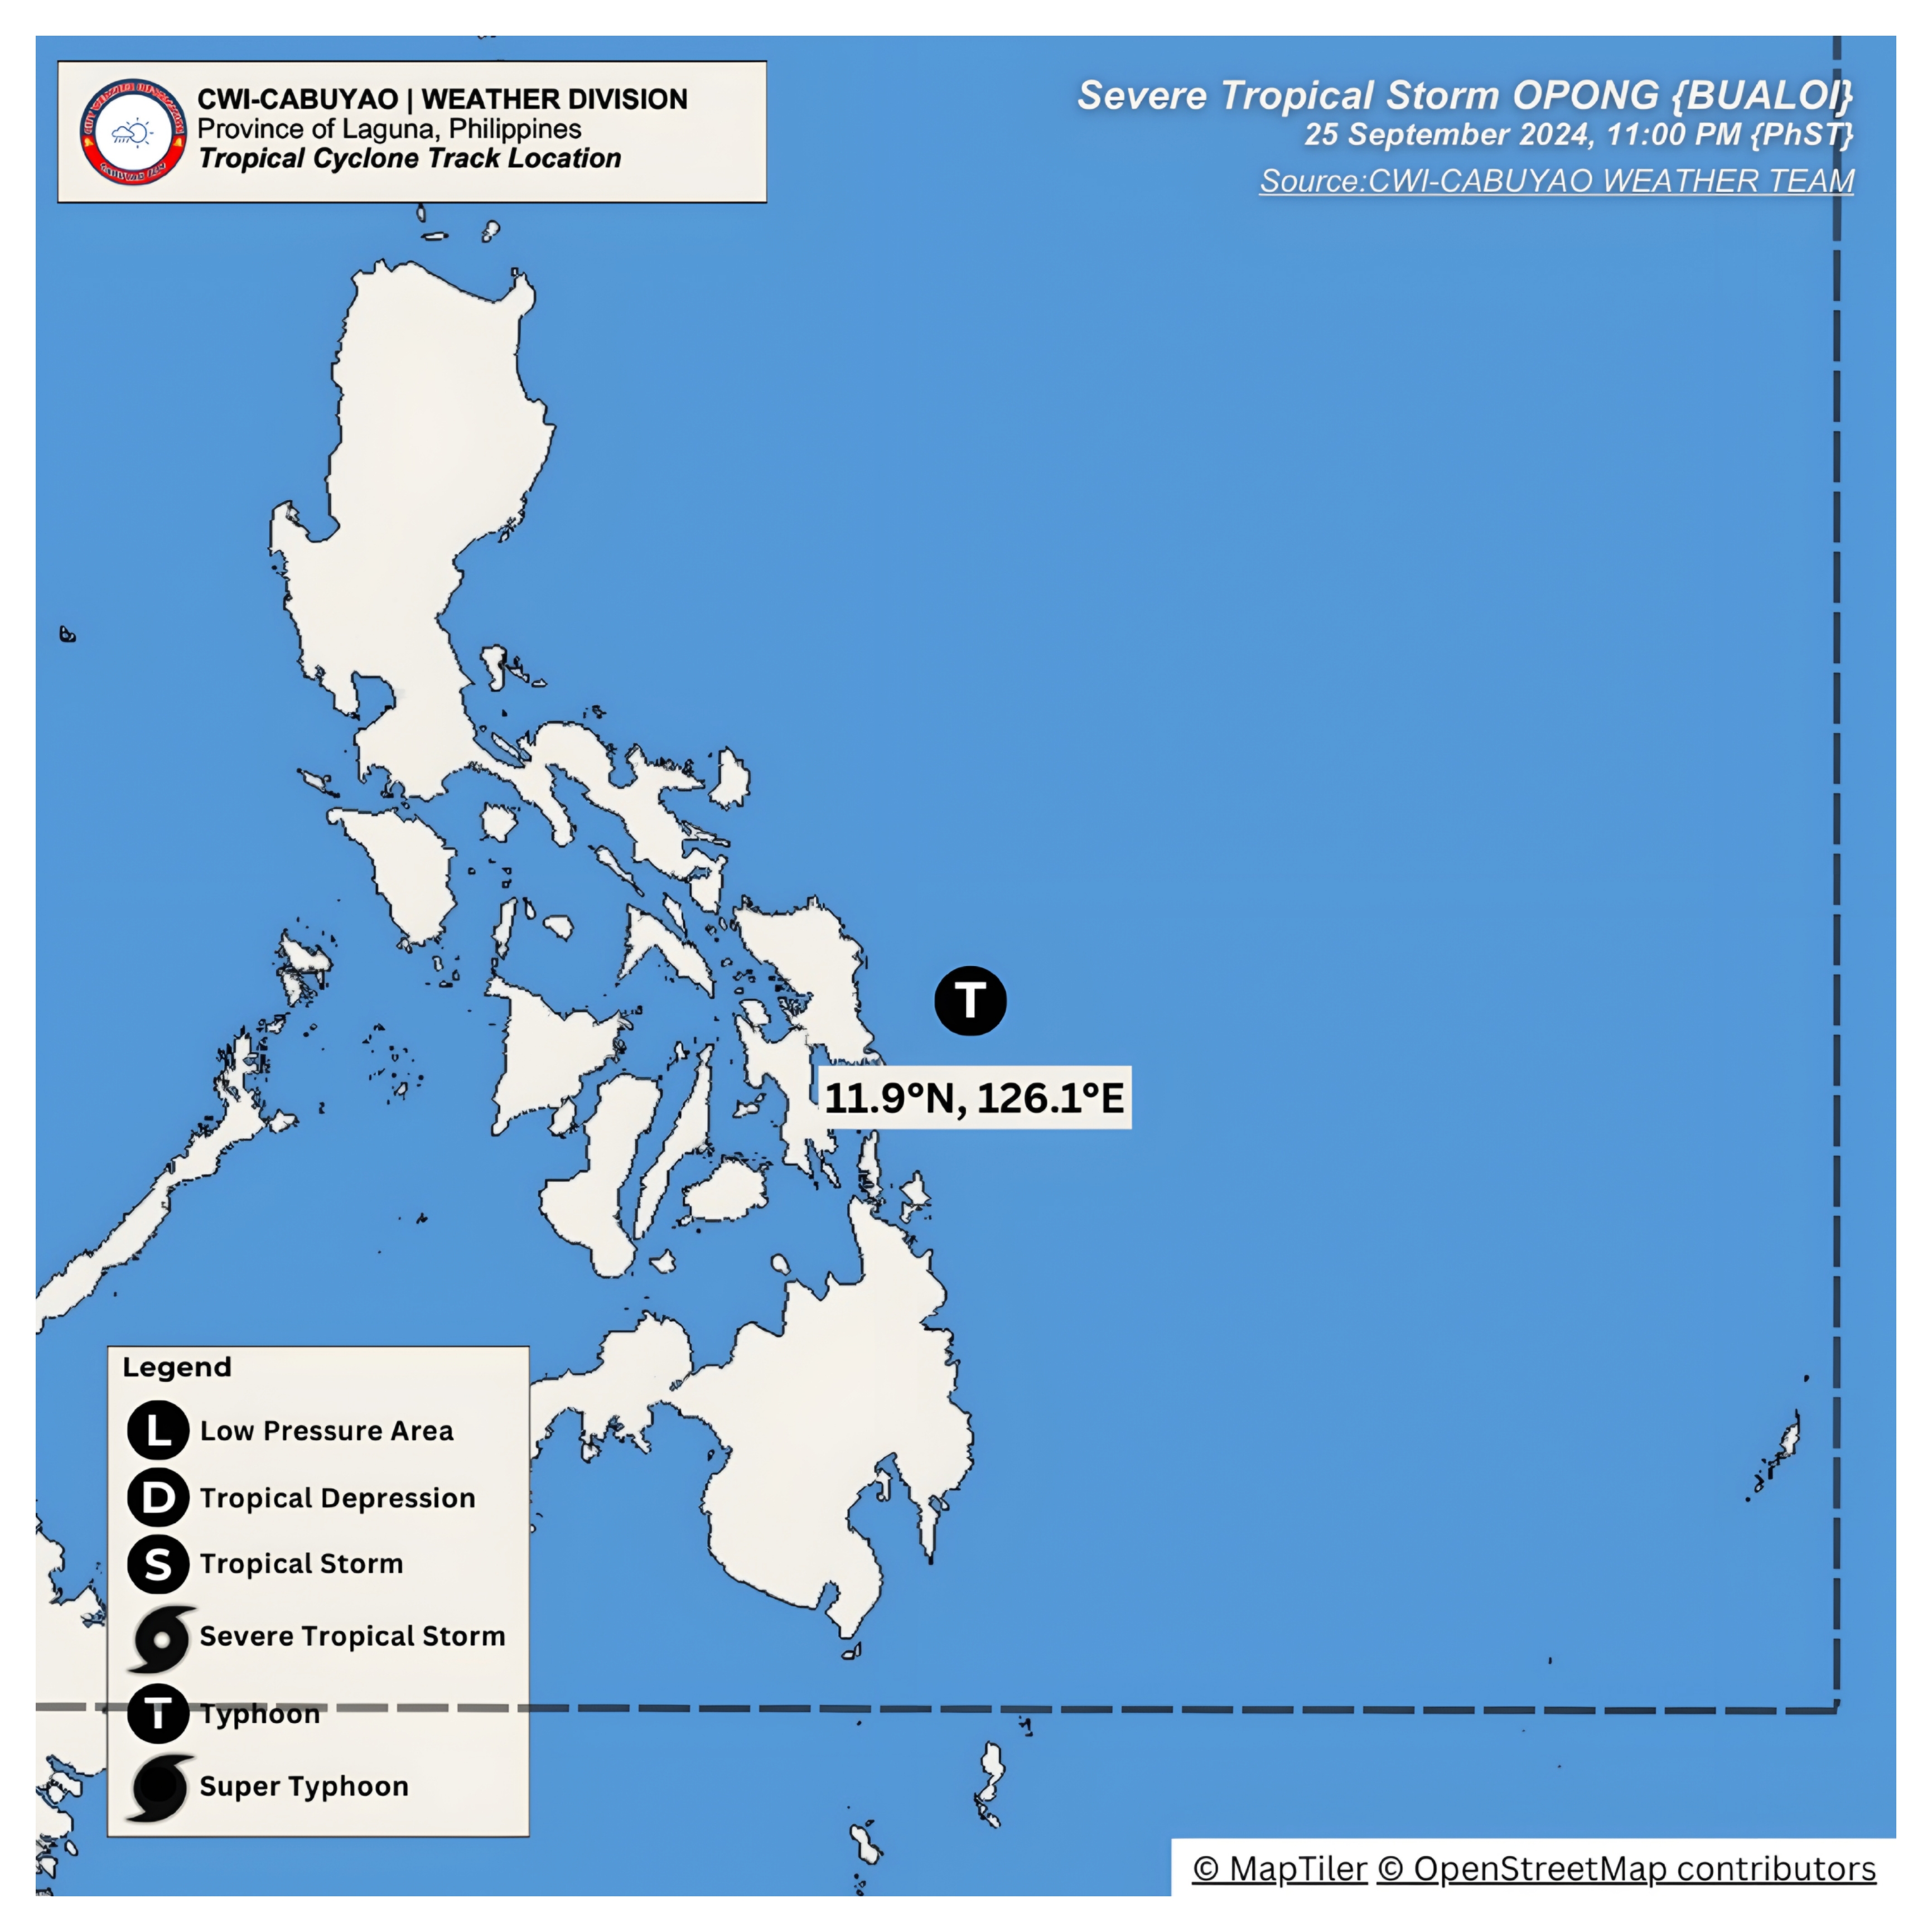 CWI-CABUYAO | WEATHER DIVISION
Province of Laguna, Philippines
Tropical Cyclone Track Location
Severe Tropical Storm OPONG {BUALOI}
25 September 2024, 11:00 PM {PhST}
Source:CWI-CABUYAO WEATHER TEAM
T
11.9°N, 126.1°E
Legend
L Low Pressure Area
D Tropical Depression
S Tropical Storm
Severe Tropical Storm
T Typhoon
Super Typhoon
© MapTiler © OpenStreetMap contributors